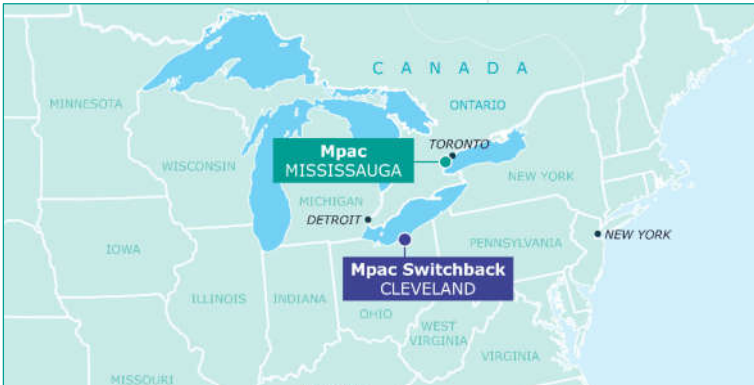 CANADA
MINNESOTA
ONTARIO
TORONTO
Mpac
MISSISSAUGA
WISCONSIN
NEW YORK
MICHIGAN
DETROIT
NEW YORK
IOWA
PENNSYLVANIA
Mpac Switchback
CLEVELAND
ILLINOIS
INDIANA
OHIO
WEST
VIRGINIA
VIRGINIA
MISSOURI